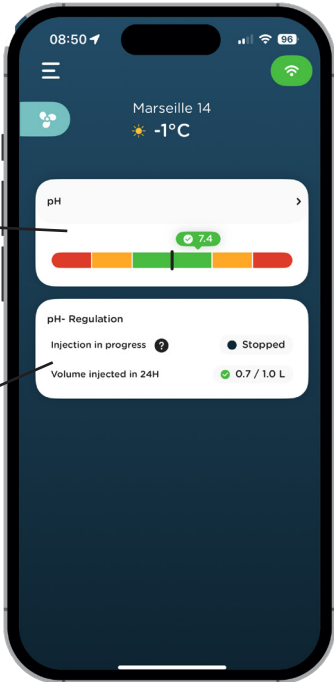 08:50
96
Marseille 14
-1°C
pH
7.4
pH- Regulation
Injection in progress ? Stopped
Volume injected in 24H 0.7 / 1.0 L